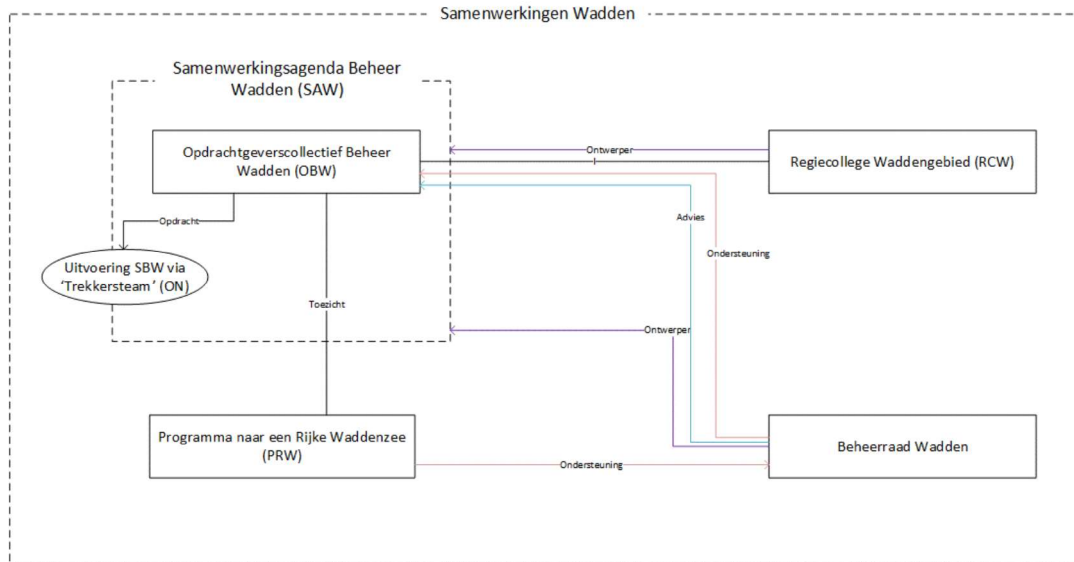 Samenwerkingen Wadden
Samenwerkingsagenda Beheer
Wadden (SAW)
Opdrachtgeverscollectief Beheer
Wadden (OBW)
Ontwerper
Regiecollege Waddengebied (RCW)
Opdracht
Advies
Ondersteuning
Uitvoering SBW via
‘Trekkersteam’ (ON)
Toezicht
Ontwerper
Programma naar een Rijke Waddenzee
(PRW)
Beheerraad Wadden
Ondersteuning